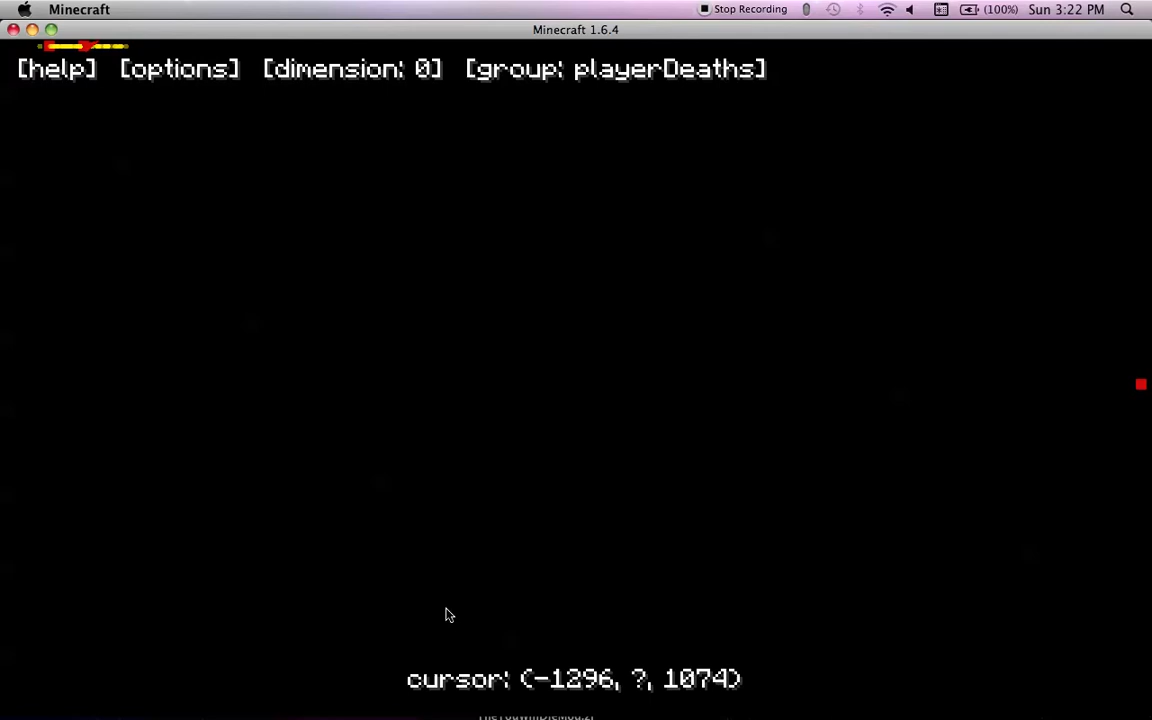 Minecraft
Stop Recording
(100%)
Sun 3:22 PM
Minecraft 1.6.4
[help] [options] [dimension: 0] [group: playerDeaths]
cursor: (-1296, ?, 1074)